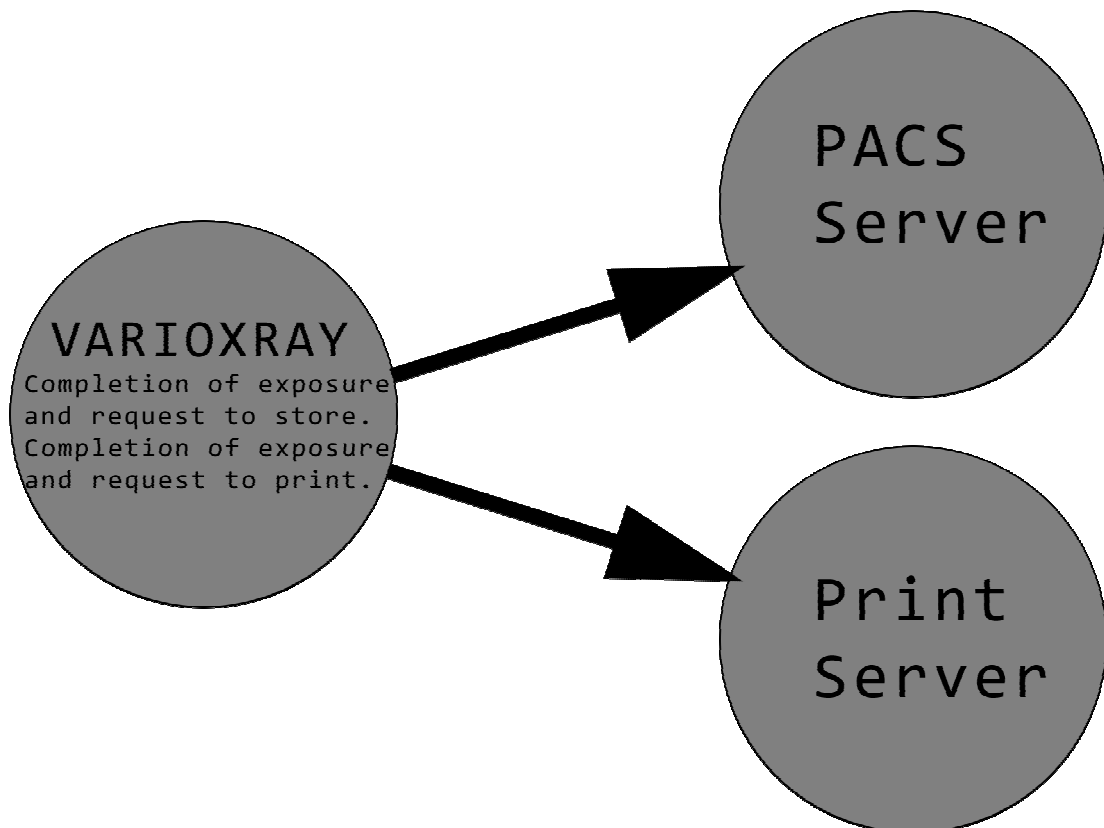 VARIOXRAY
Completion of exposure
and request to store.
Completion of exposure
and request to print.
PACS
Server
Print
Server